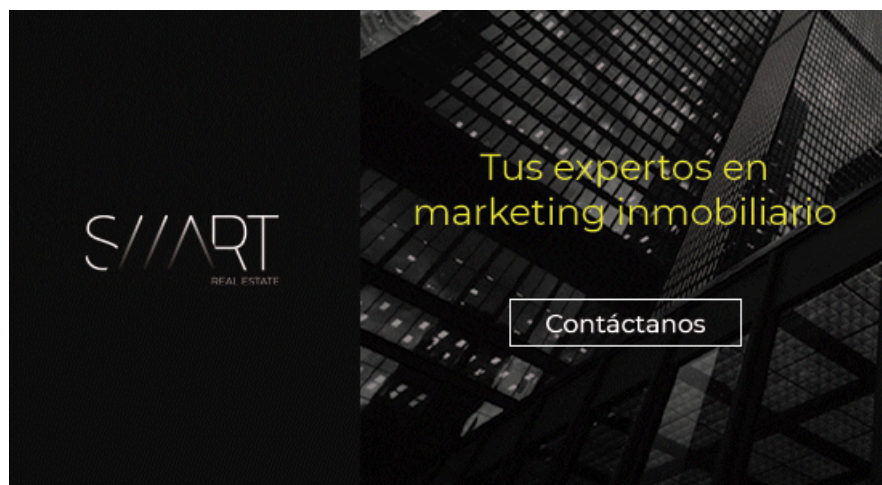 SMART
REAL ESTATE
Tus expertos en
marketing inmobiliario
Contáctanos